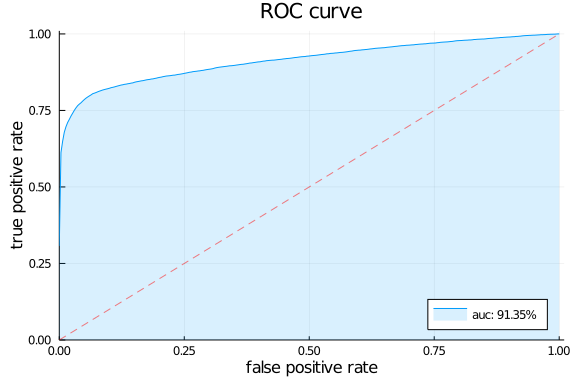 ROC curve
true positive rate
1.00
0.75
0.50
0.25
0.00
0.00 0.25 0.50 0.75 1.00
false positive rate
auc: 91.35%